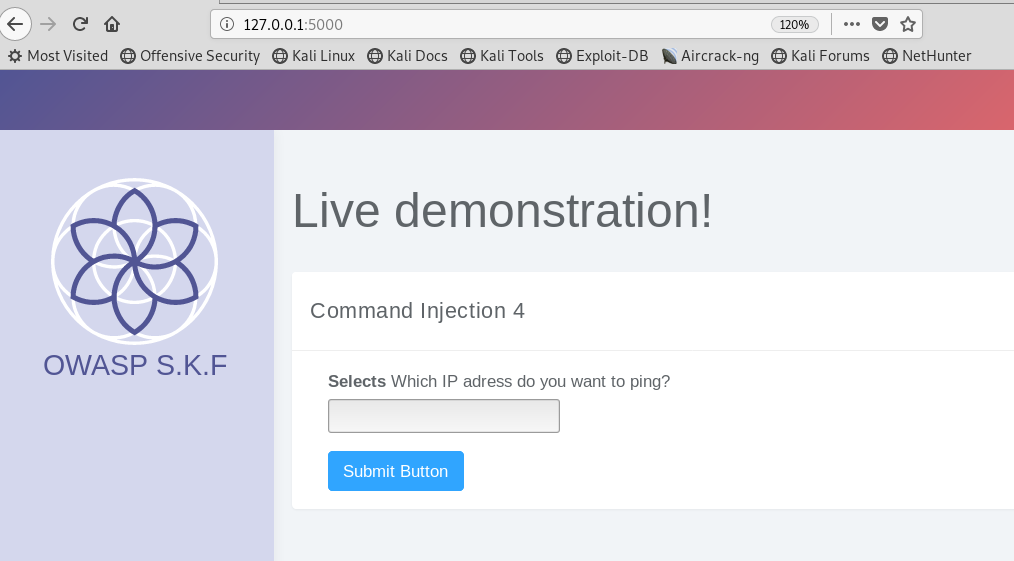 127.0.0.1:5000
120%
Most Visited Offensive Security Kali Linux Kali Docs Kali Tools Exploit-DB Aircrack-ng Kali Forums NetHunter
OWASP S.K.F
Live demonstration!
Command Injection 4
Selects Which IP adress do you want to ping?
Submit Button